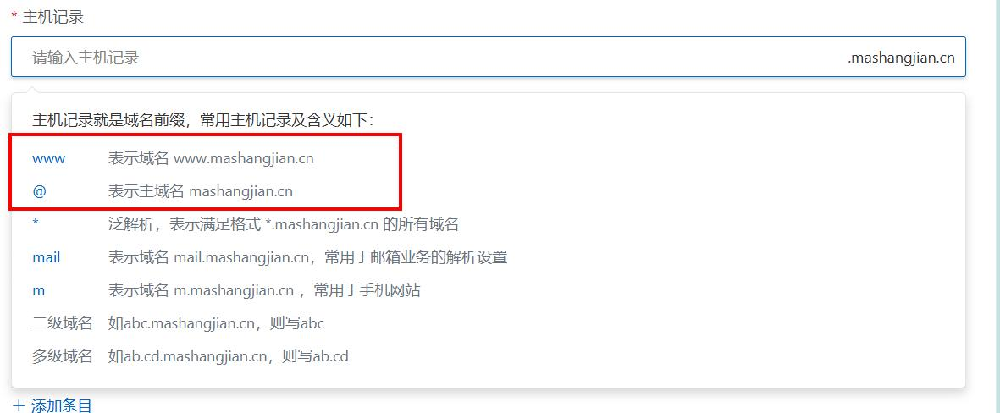 * 主机记录
请输入主机记录 .mashangjian.cn
主机记录就是域名前缀，常用主机记录及含义如下：
www 表示域名 www.mashangjian.cn
@ 表示主域名 mashangjian.cn
* 泛解析，表示满足格式 *.mashangjian.cn 的所有域名
mail 表示域名 mail.mashangjian.cn，常用于邮箱业务的解析设置
m 表示域名 m.mashangjian.cn ，常用于手机网站
二级域名 如abc.mashangjian.cn，则写abc
多级域名 如ab.cd.mashangjian.cn，则写ab.cd
+ 添加条目